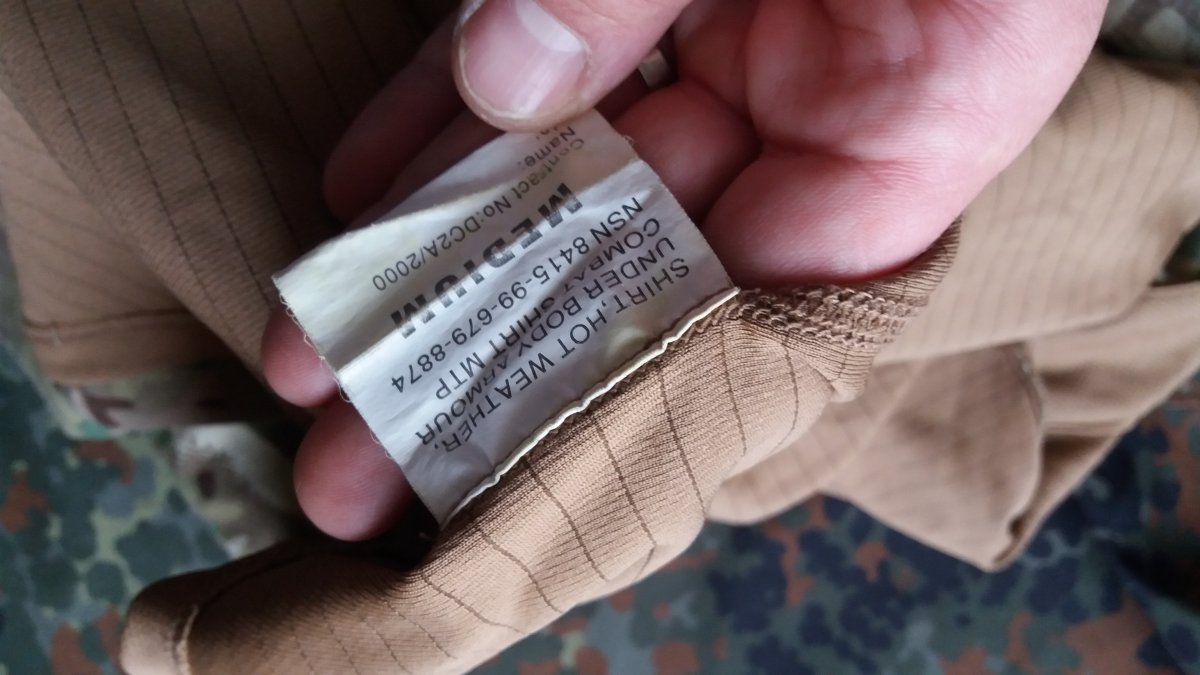 SHIRT, HOT WEATHER,
UNDER BODY ARMOUR
COMBAT SHIRT MTP
NSN 8415-99-679-8874
MEDIUM
Contract No:DC2A/2000
Name: